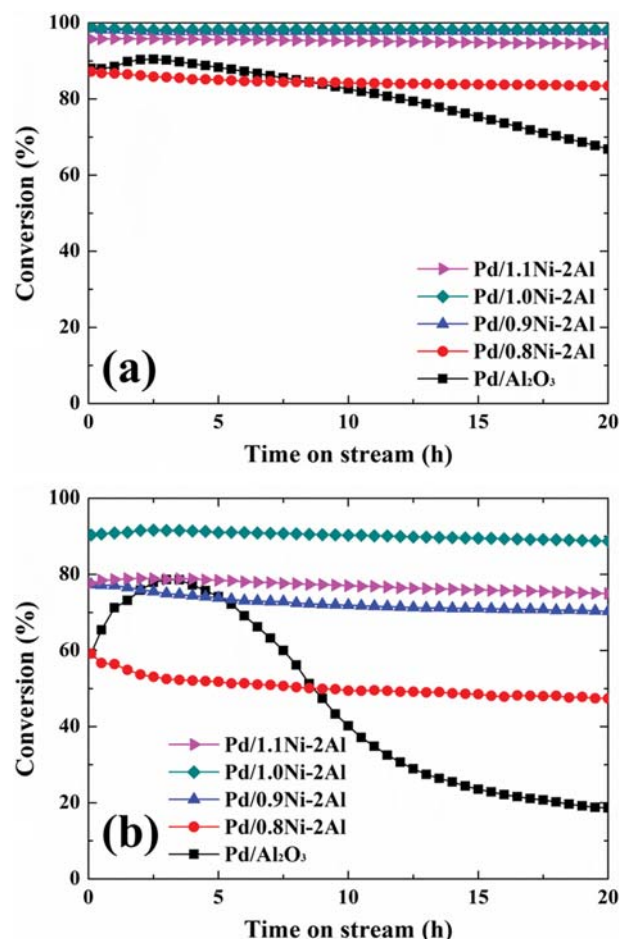 100
80
60
40
20
0
Conversion (%)
Pd/1.1Ni-2Al
Pd/1.0Ni-2Al
Pd/0.9Ni-2Al
Pd/0.8Ni-2Al
Pd/Al₂O₃
(a)
0 5 10 15 20
Time on stream (h)
100
80
60
40
20
0
Conversion (%)
Pd/1.1Ni-2Al
Pd/1.0Ni-2Al
Pd/0.9Ni-2Al
Pd/0.8Ni-2Al
Pd/Al₂O₃
(b)
0 5 10 15 20
Time on stream (h)